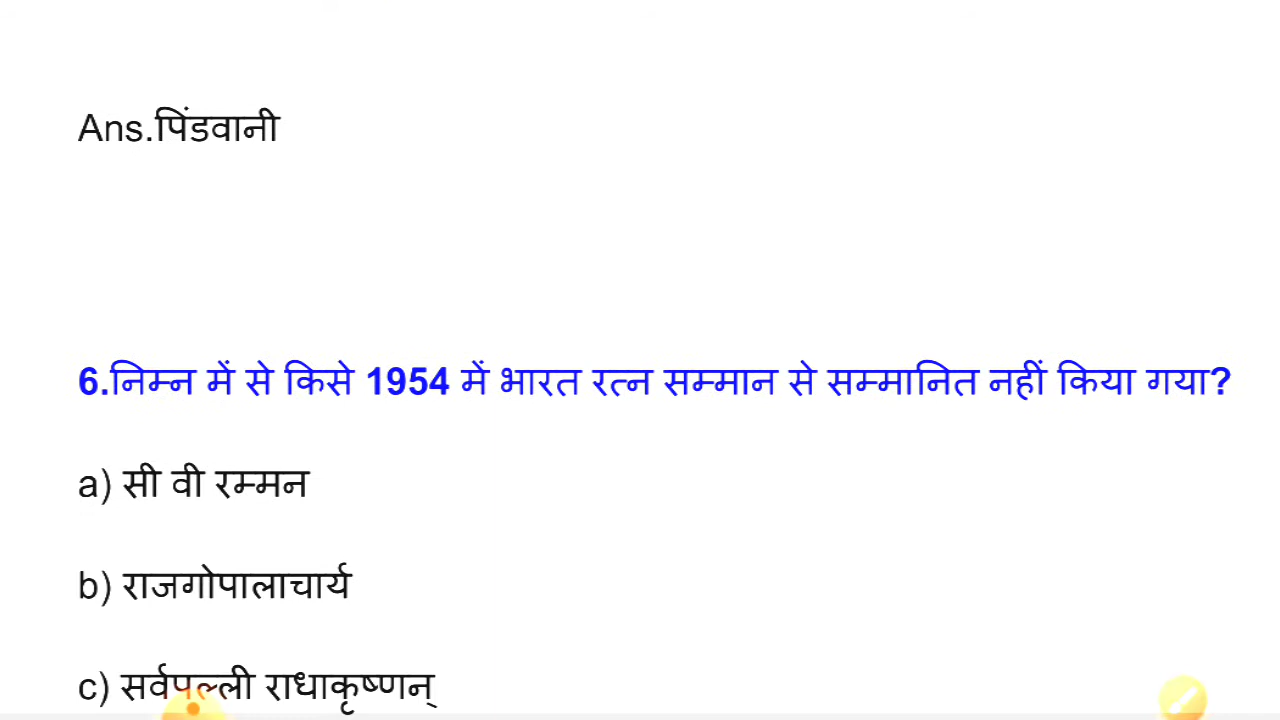 Ans.पिंडवानी
6.निम्न में से किसे 1954 में भारत रत्न सम्मान से सम्मानित नहीं किया गया?
a) सी वी रम्मन
b) राजगोपालाचार्य
c) सर्वपल्ली राधाकृष्णन्